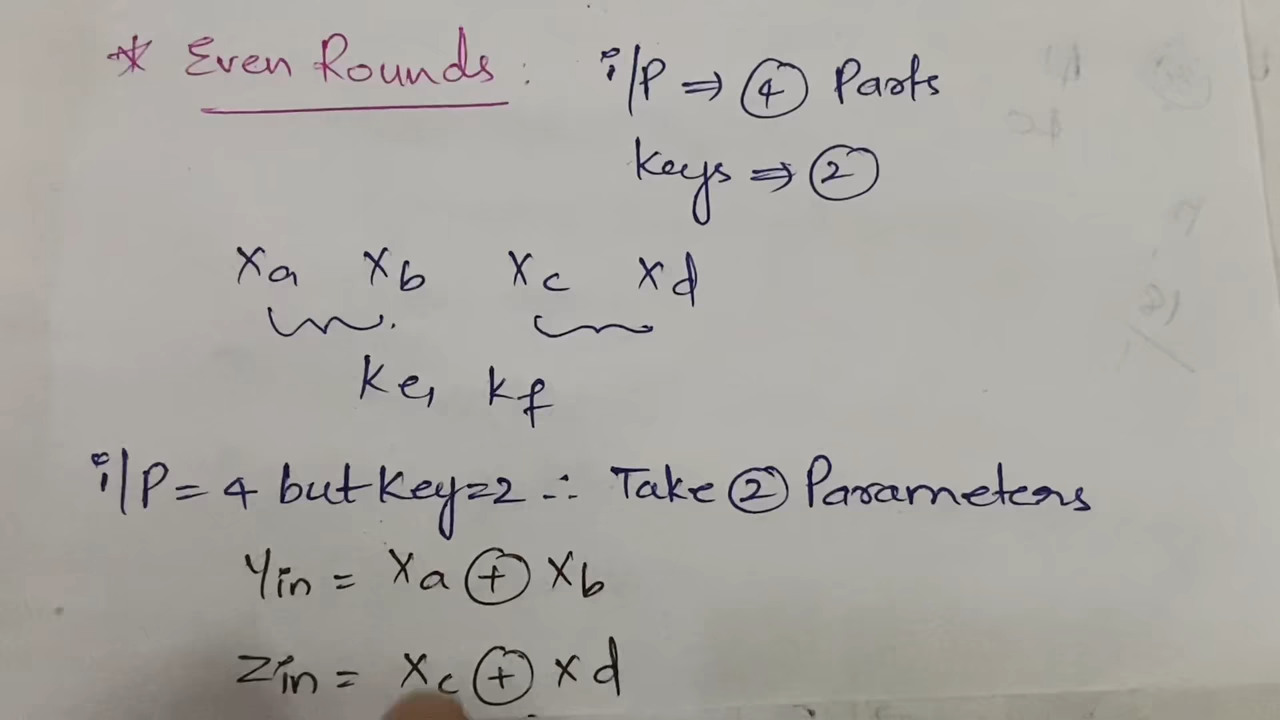 * Even Rounds : i/P ⇒ ④ Parts
Keys ⇒ ②
Xa Xb Xc Xd
Ke, Kf
i/P = 4 but Key=2 ∴ Take ② Parameters
Yin = Xa ⊕ Xb
Zin = Xc ⊕ Xd